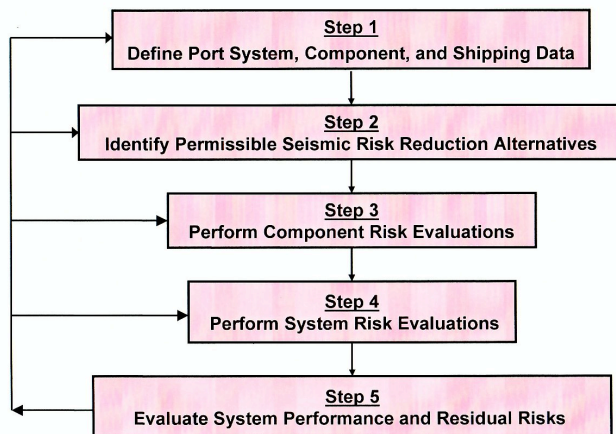 Step 1
Define Port System, Component, and Shipping Data
Step 2
Identify Permissible Seismic Risk Reduction Alternatives
Step 3
Perform Component Risk Evaluations
Step 4
Perform System Risk Evaluations
Step 5
Evaluate System Performance and Residual Risks